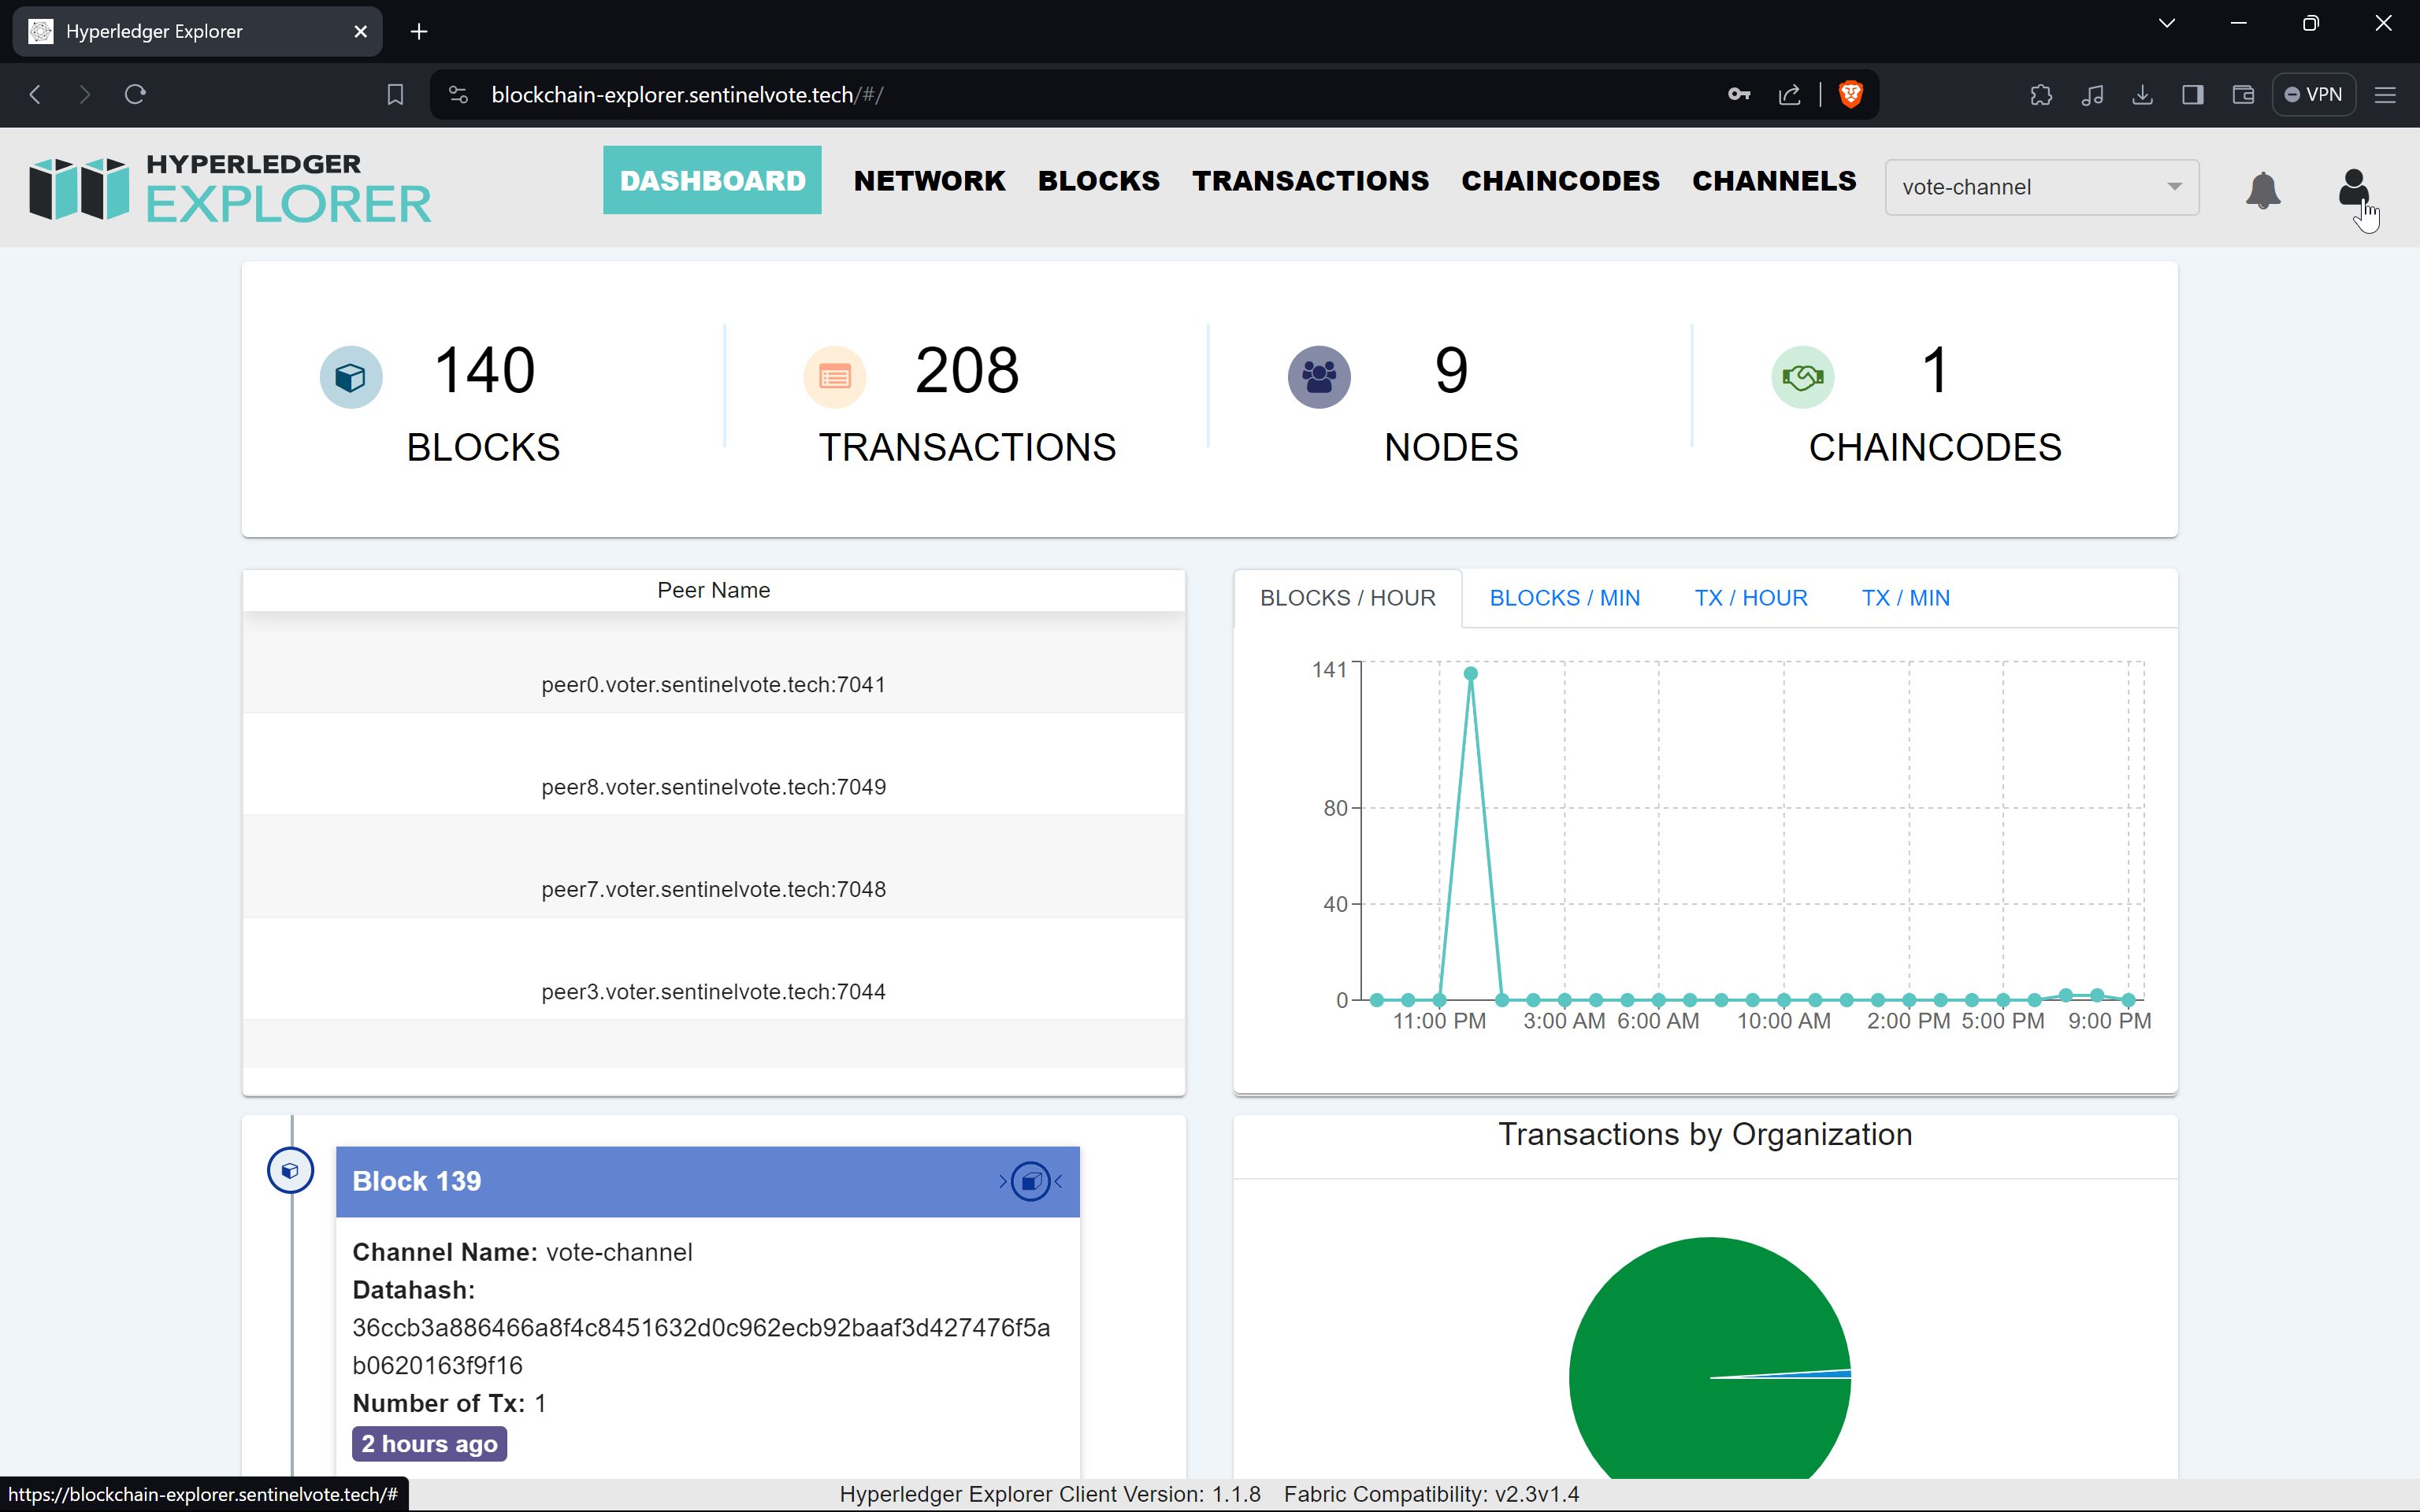 Hyperledger Explorer
blockchain-explorer.sentinelvote.tech/#/
VPN
HYPERLEDGER
EXPLORER
DASHBOARD NETWORK BLOCKS TRANSACTIONS CHAINCODES CHANNELS vote-channel
140 208 9 1
BLOCKS TRANSACTIONS NODES CHAINCODES
Peer Name
peer0.voter.sentinelvote.tech:7041
peer8.voter.sentinelvote.tech:7049
peer7.voter.sentinelvote.tech:7048
peer3.voter.sentinelvote.tech:7044
BLOCKS / HOUR BLOCKS / MIN TX / HOUR TX / MIN
141
80
40
0
11:00 PM 3:00 AM 6:00 AM 10:00 AM 2:00 PM 5:00 PM 9:00 PM
Block 139
Channel Name: vote-channel
Datahash:
36ccb3a886466a8f4c8451632d0c962ecb92baaf3d427476f5a
b0620163f9f16
Number of Tx: 1
2 hours ago
Transactions by Organization
https://blockchain-explorer.sentinelvote.tech/#
Hyperledger Explorer Client Version: 1.1.8 Fabric Compatibility: v2.3v1.4